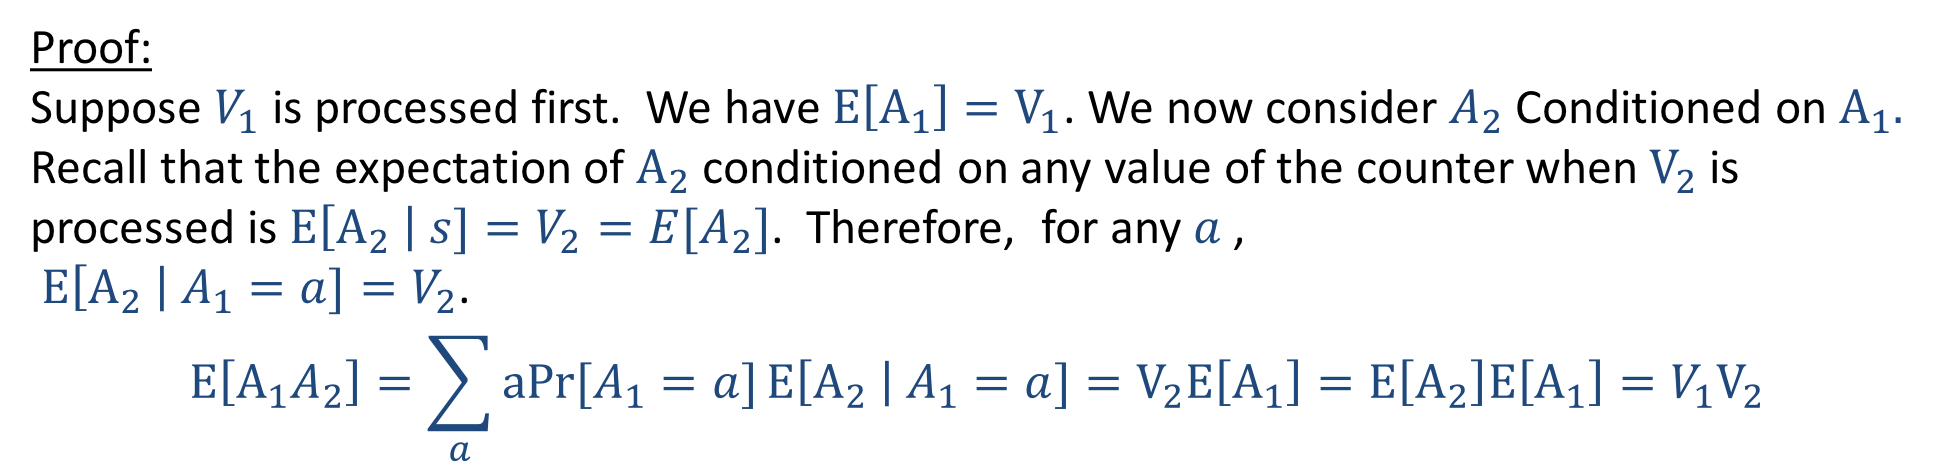 Proof:
Suppose V₁ is processed first. We have E[A₁] = V₁. We now consider A₂ Conditioned on A₁.
Recall that the expectation of A₂ conditioned on any value of the counter when V₂ is
processed is E[A₂ | s] = V₂ = E[A₂]. Therefore, for any a ,
E[A₂ | A₁ = a] = V₂.
E[A₁A₂] = ∑ₐ aPr[A₁ = a] E[A₂ | A₁ = a] = V₂E[A₁] = E[A₂]E[A₁] = V₁V₂